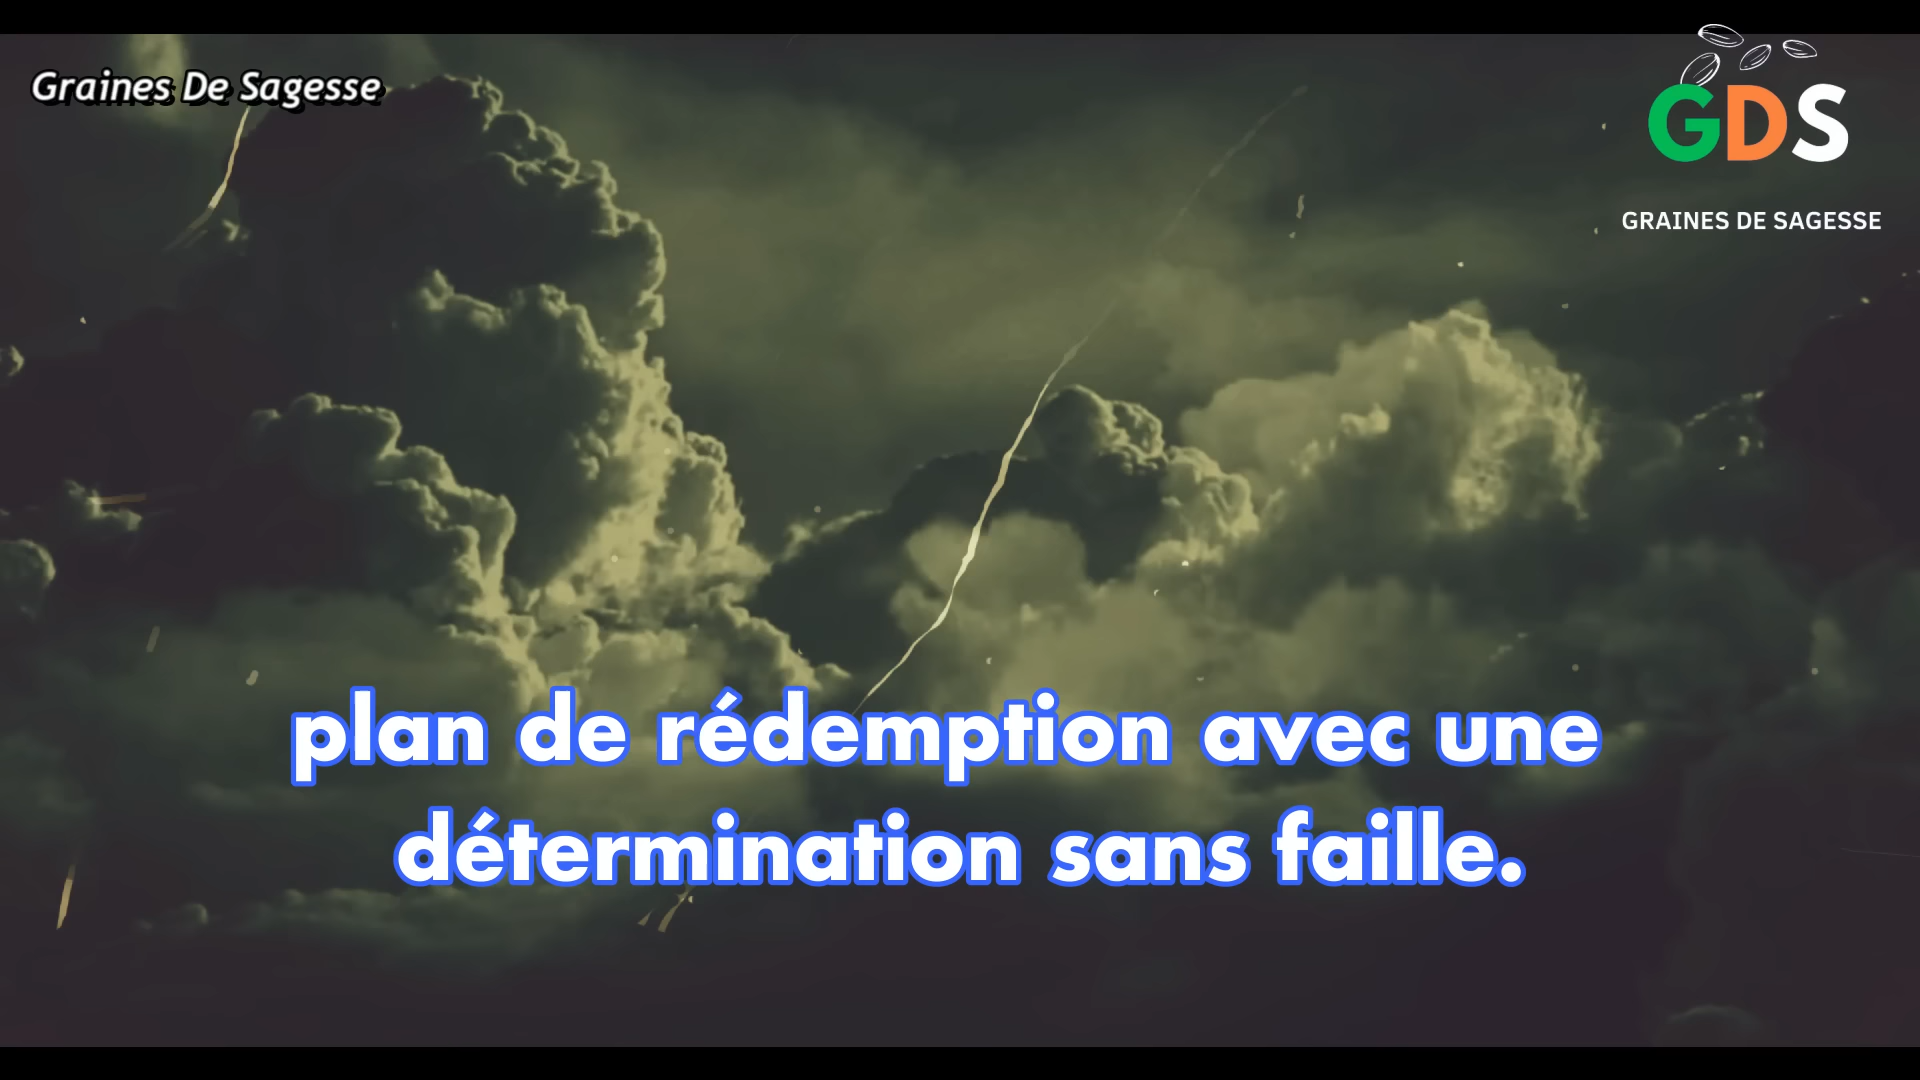 Graines De Sagesse
GDS
GRAINES DE SAGESSE
plan de rédemption avec une
détermination sans faille.